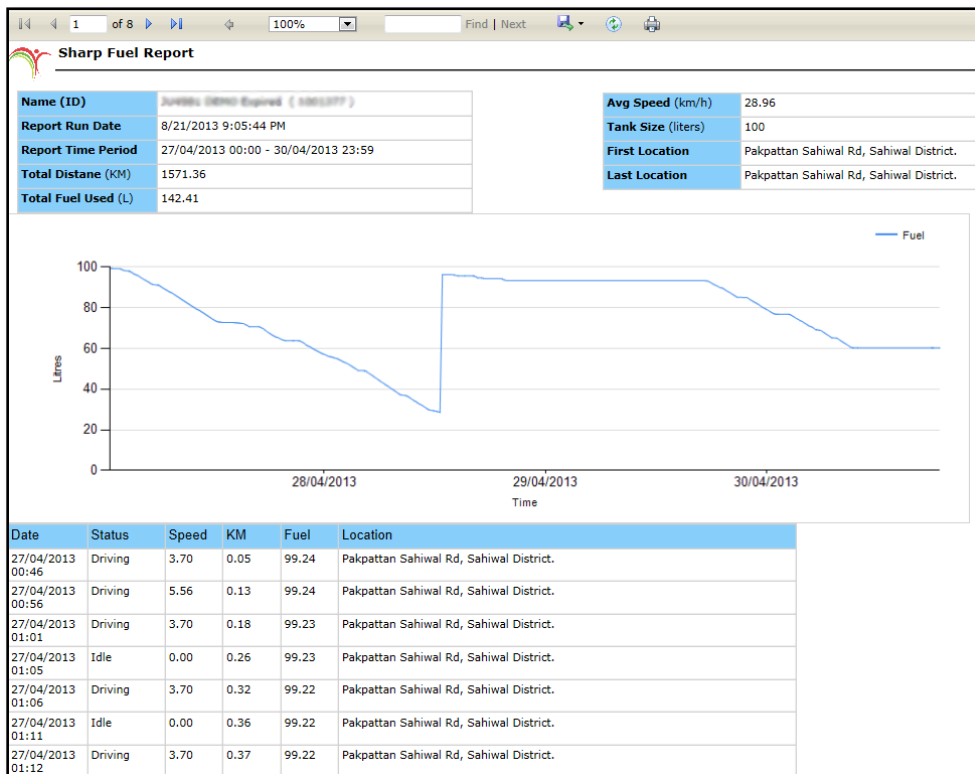 1 of 8 100% Find | Next
Sharp Fuel Report
Name (ID)
Report Run Date 8/21/2013 9:05:44 PM
Report Time Period 27/04/2013 00:00 - 30/04/2013 23:59
Total Distane (KM) 1571.36
Total Fuel Used (L) 142.41
Avg Speed (km/h) 28.96
Tank Size (liters) 100
First Location Pakpattan Sahiwal Rd, Sahiwal District.
Last Location Pakpattan Sahiwal Rd, Sahiwal District.
Fuel
100
80
60
40
20
0
Litres
28/04/2013 29/04/2013 30/04/2013
Time
Date Status Speed KM Fuel Location
27/04/2013 Driving 3.70 0.05 99.24 Pakpattan Sahiwal Rd, Sahiwal District.
00:46
27/04/2013 Driving 5.56 0.13 99.24 Pakpattan Sahiwal Rd, Sahiwal District.
00:56
27/04/2013 Driving 3.70 0.18 99.23 Pakpattan Sahiwal Rd, Sahiwal District.
01:01
27/04/2013 Idle 0.00 0.26 99.23 Pakpattan Sahiwal Rd, Sahiwal District.
01:05
27/04/2013 Driving 3.70 0.32 99.22 Pakpattan Sahiwal Rd, Sahiwal District.
01:06
27/04/2013 Idle 0.00 0.36 99.22 Pakpattan Sahiwal Rd, Sahiwal District.
01:11
27/04/2013 Driving 3.70 0.37 99.22 Pakpattan Sahiwal Rd, Sahiwal District.
01:12